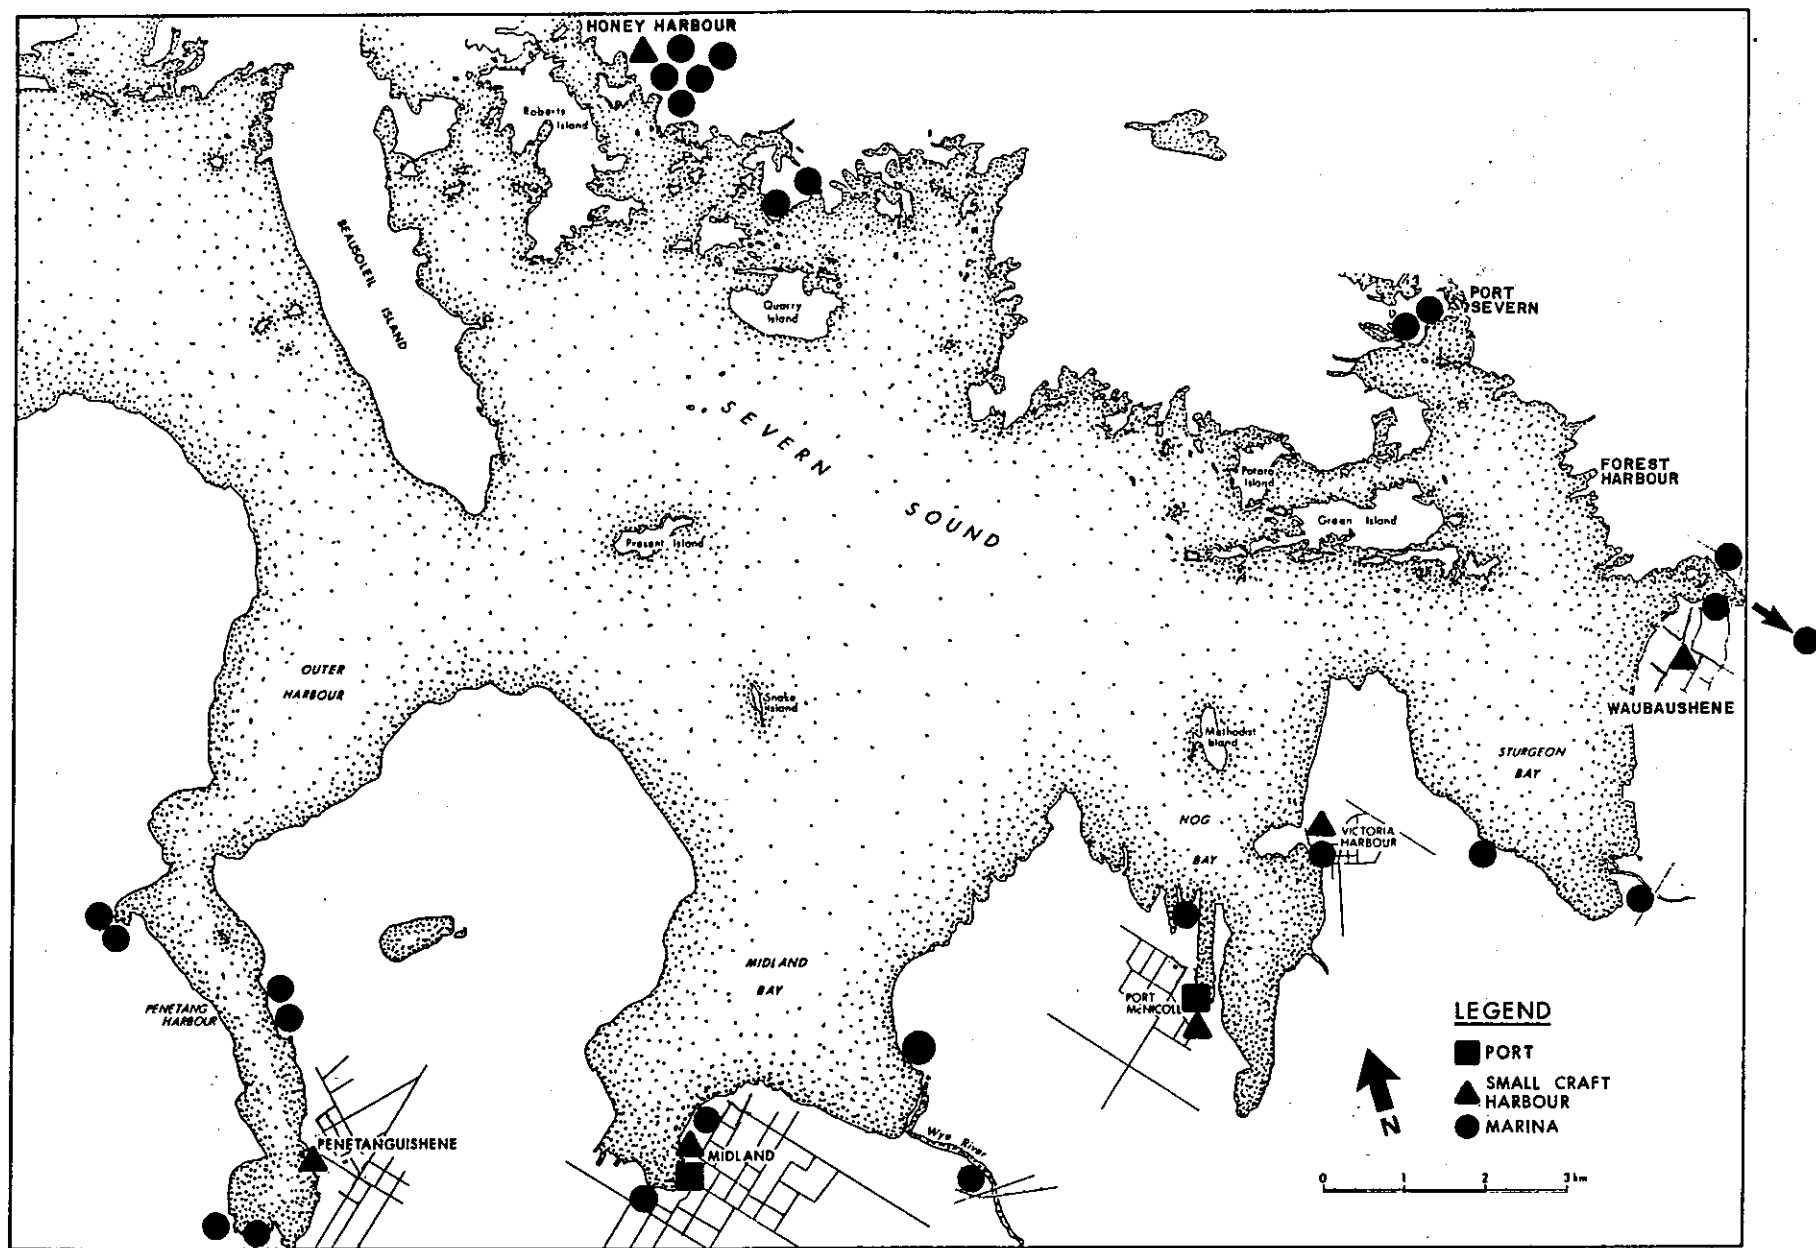 HONEY HARBOUR
Roberts
Island
BEAUSOLEIL
ISLAND
Quarry
Island
PORT
SEVERN
SEVERN
SOUND
FOREST
HARBOUR
Potato
Island
Green Island
Present Island
OUTER
HARBOUR
Snake
Island
Methodist
Island
WAUBAUSHENE
STURGEON
BAY
HOG
BAY
VICTORIA
HARBOUR
MIDLAND
BAY
PENETANG
HARBOUR
PORT
McNICOLL
LEGEND
PORT
SMALL CRAFT
HARBOUR
MARINA
N
0 1 2 3 km
PENETANGUISHENE
MIDLAND
Wye River